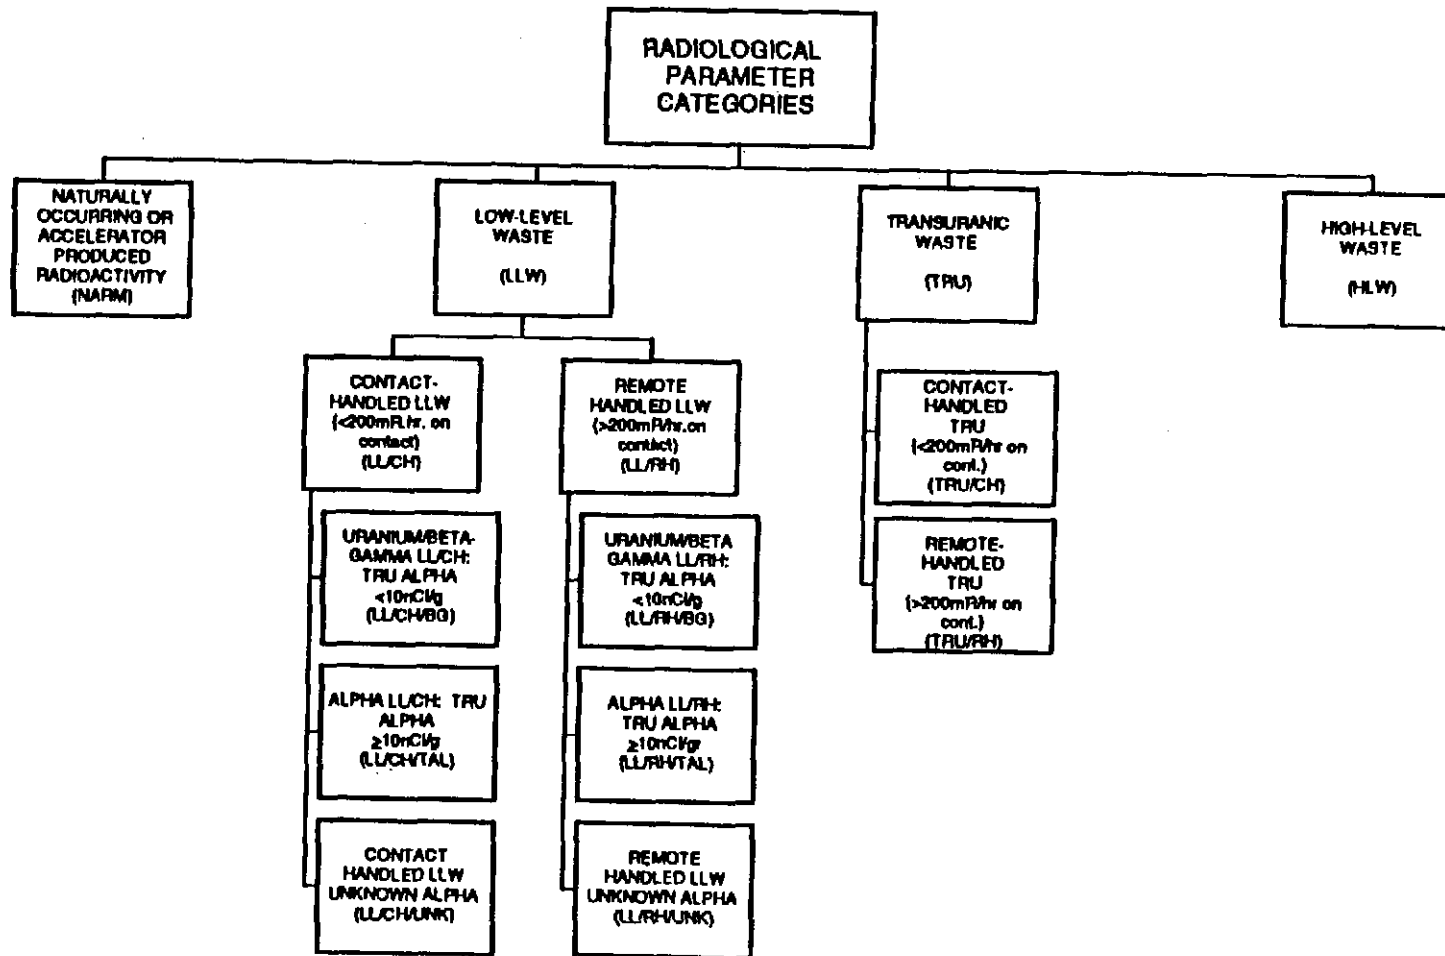 RADIOLOGICAL
PARAMETER
CATEGORIES
NATURALLY
OCCURRING OR
ACCELERATOR
PRODUCED
RADIOACTIVITY
(NARM)
LOW-LEVEL
WASTE
(LLW)
TRANSURANIC
WASTE
(TRU)
HIGH-LEVEL
WASTE
(HLW)
CONTACT-
HANDLED LLW
(<200mR.hr. on
contact)
(LL/CH)
REMOTE
HANDLED LLW
(>200mR/hr.on
contact)
(LL/RH)
CONTACT-
HANDLED
TRU
(<200mR/hr on
cont.)
(TRU/CH)
URANIUM/BETA-
GAMMA LL/CH:
TRU ALPHA
<10nCi/g
(LL/CH/BG)
URANIUM/BETA
GAMMA LL/RH:
TRU ALPHA
<10nCi/g
(LL/RH/BG)
REMOTE-
HANDLED
TRU
(>200mR/hr on
cont.)
(TRU/RH)
ALPHA LL/CH: TRU
ALPHA
≥10nCi/g
(LL/CH/TAL)
ALPHA LL/RH:
TRU ALPHA
≥10nCi/gr
(LL/RH/TAL)
CONTACT
HANDLED LLW
UNKNOWN ALPHA
(LL/CH/UNK)
REMOTE
HANDLED LLW
UNKNOWN ALPHA
(LL/RH/UNK)